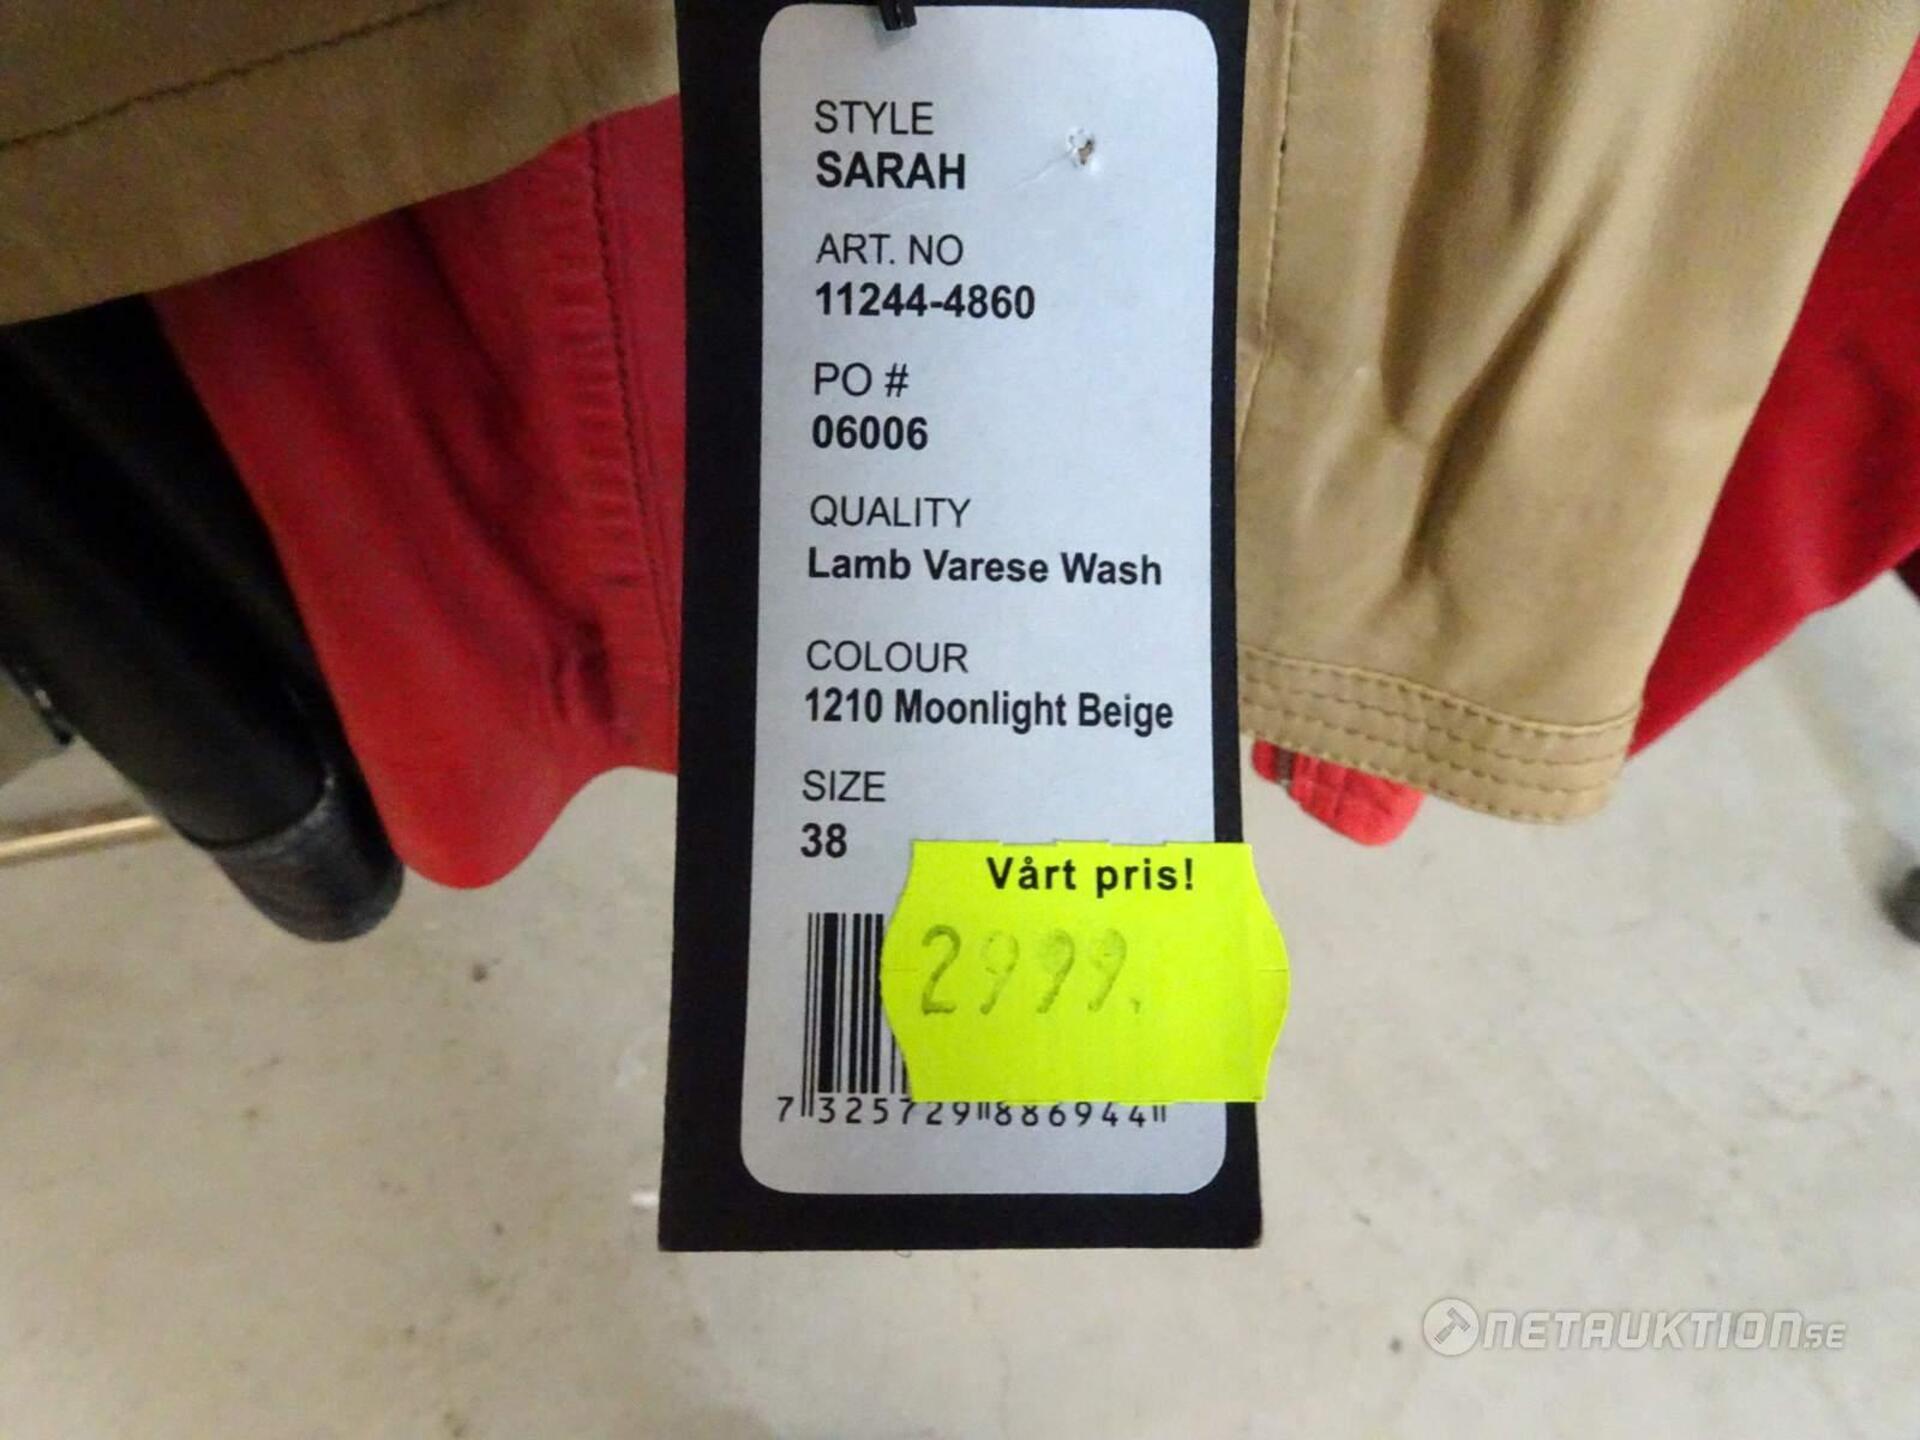 STYLE
SARAH
ART. NO
11244-4860
PO #
06006
QUALITY
Lamb Varese Wash
COLOUR
1210 Moonlight Beige
SIZE
38
Vårt pris!
2999.
7 325729 886944
NETAUKTION.SE